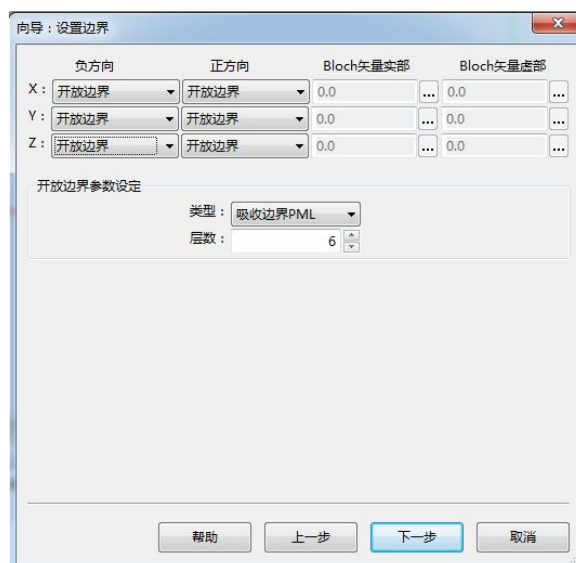 向导：设置边界
负方向 正方向 Bloch矢量实部 Bloch矢量虚部
X： 开放边界 开放边界 0.0 ... 0.0 ...
Y： 开放边界 开放边界 0.0 ... 0.0 ...
Z： 开放边界 开放边界 0.0 ... 0.0 ...
开放边界参数设定
类型： 吸收边界PML
层数： 6
帮助 上一步 下一步 取消